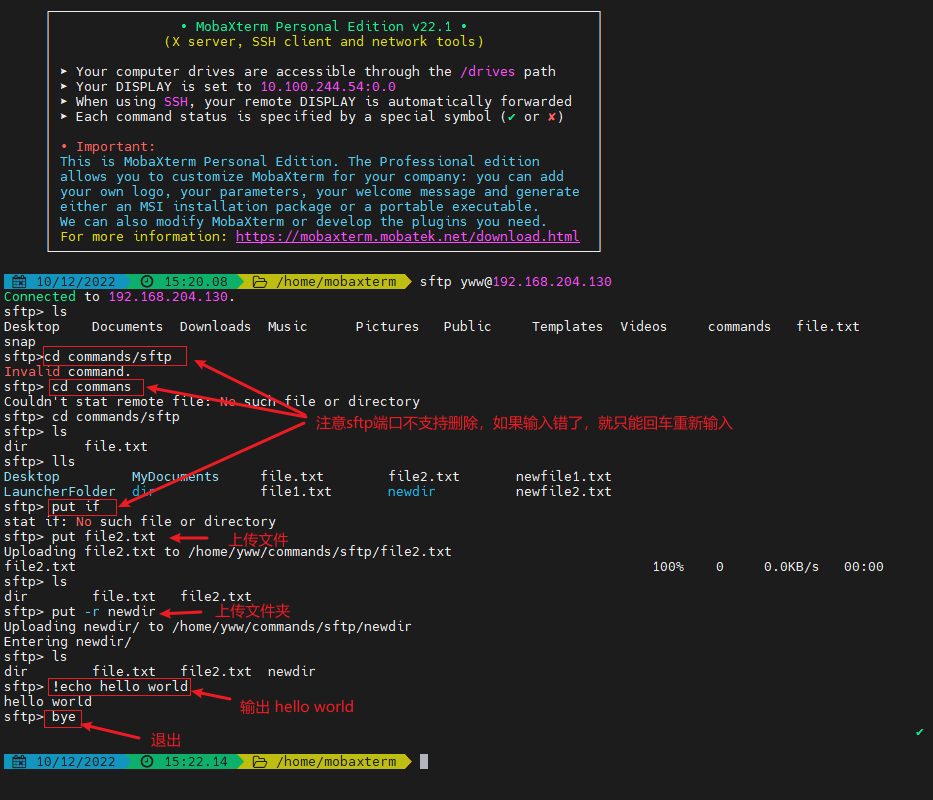 • MobaXterm Personal Edition v22.1 •
(X server, SSH client and network tools)
➤ Your computer drives are accessible through the /drives path
➤ Your DISPLAY is set to 10.100.244.54:0.0
➤ When using SSH, your remote DISPLAY is automatically forwarded
➤ Each command status is specified by a special symbol (✔ or ✘)
• Important:
This is MobaXterm Personal Edition. The Professional edition
allows you to customize MobaXterm for your company: you can add
your own logo, your parameters, your welcome message and generate
either an MSI installation package or a portable executable.
We can also modify MobaXterm or develop the plugins you need.
For more information: https://mobaxterm.mobatek.net/download.html
10/12/2022 15:20.08 /home/mobaxterm sftp yww@192.168.204.130
Connected to 192.168.204.130.
sftp> ls
Desktop Documents Downloads Music Pictures Public Templates Videos commands file.txt
snap
sftp>cd commands/sftp
Invalid command.
sftp> cd commans
Couldn't stat remote file: No such file or directory
sftp> cd commands/sftp
注意sftp端口不支持删除，如果输入错了，就只能回车重新输入
sftp> ls
dir file.txt
sftp> lls
Desktop MyDocuments file.txt file2.txt newfile1.txt
LauncherFolder dir file1.txt newdir newfile2.txt
sftp> put if
stat if: No such file or directory
sftp> put file2.txt 上传文件
Uploading file2.txt to /home/yww/commands/sftp/file2.txt
file2.txt 100% 0 0.0KB/s 00:00
sftp> ls
dir file.txt file2.txt
sftp> put -r newdir 上传文件夹
Uploading newdir/ to /home/yww/commands/sftp/newdir
Entering newdir/
sftp> ls
dir file.txt file2.txt newdir
sftp> !echo hello world
hello world 输出 hello world
sftp> bye
退出
✔
10/12/2022 15:22.14 /home/mobaxterm